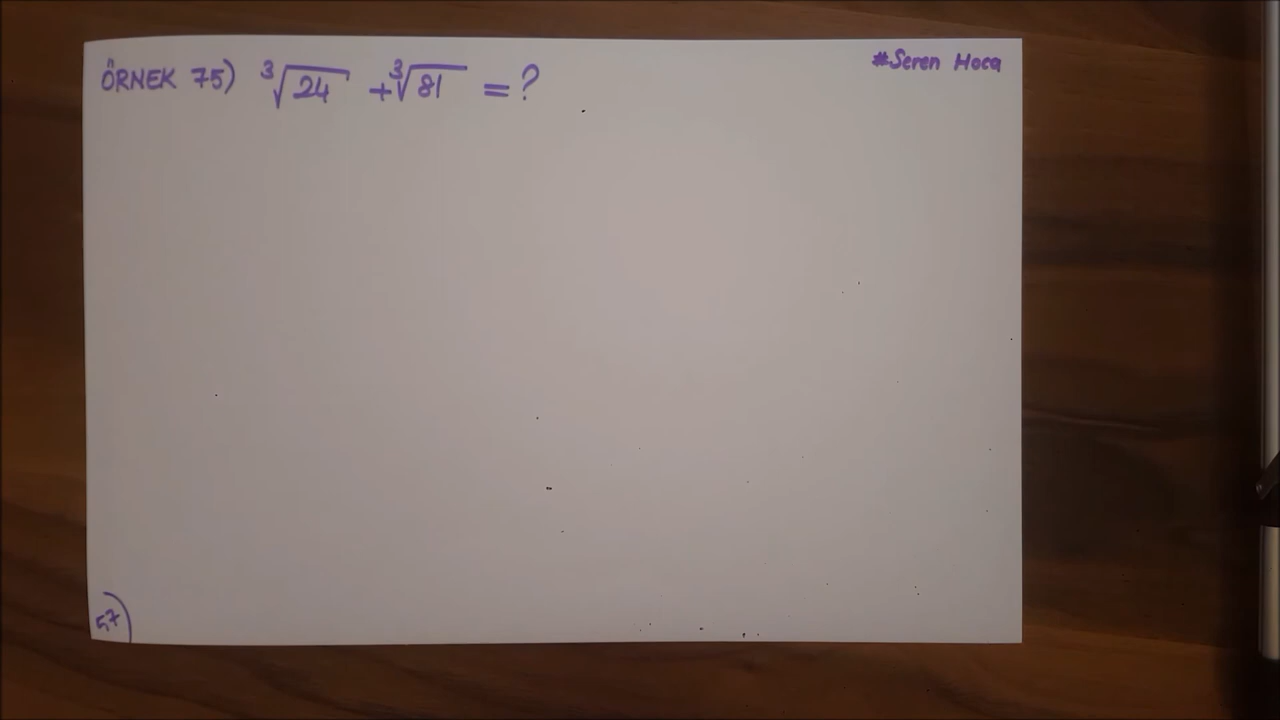 ÖRNEK 75) ∛24 + ∛81 = ?
#Seren Hoca
57